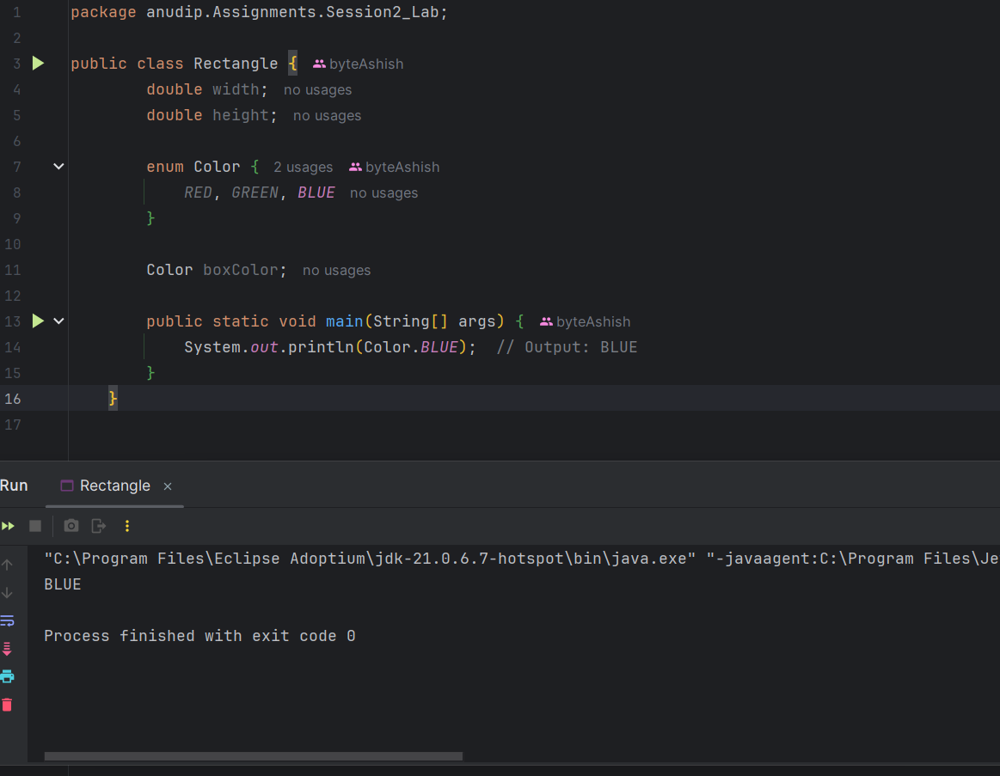 1 package anudip.Assignments.Session2_Lab;
2
3 public class Rectangle { byteAshish
4 double width; no usages
5 double height; no usages
6
7 enum Color { 2 usages byteAshish
8 RED, GREEN, BLUE no usages
9 }
10
11 Color boxColor; no usages
12
13 public static void main(String[] args) { byteAshish
14 System.out.println(Color.BLUE); // Output: BLUE
15 }
16 }
17
Run Rectangle ×
"C:\Program Files\Eclipse Adoptium\jdk-21.0.6.7-hotspot\bin\java.exe" "-javaagent:C:\Program Files\Je
BLUE
Process finished with exit code 0